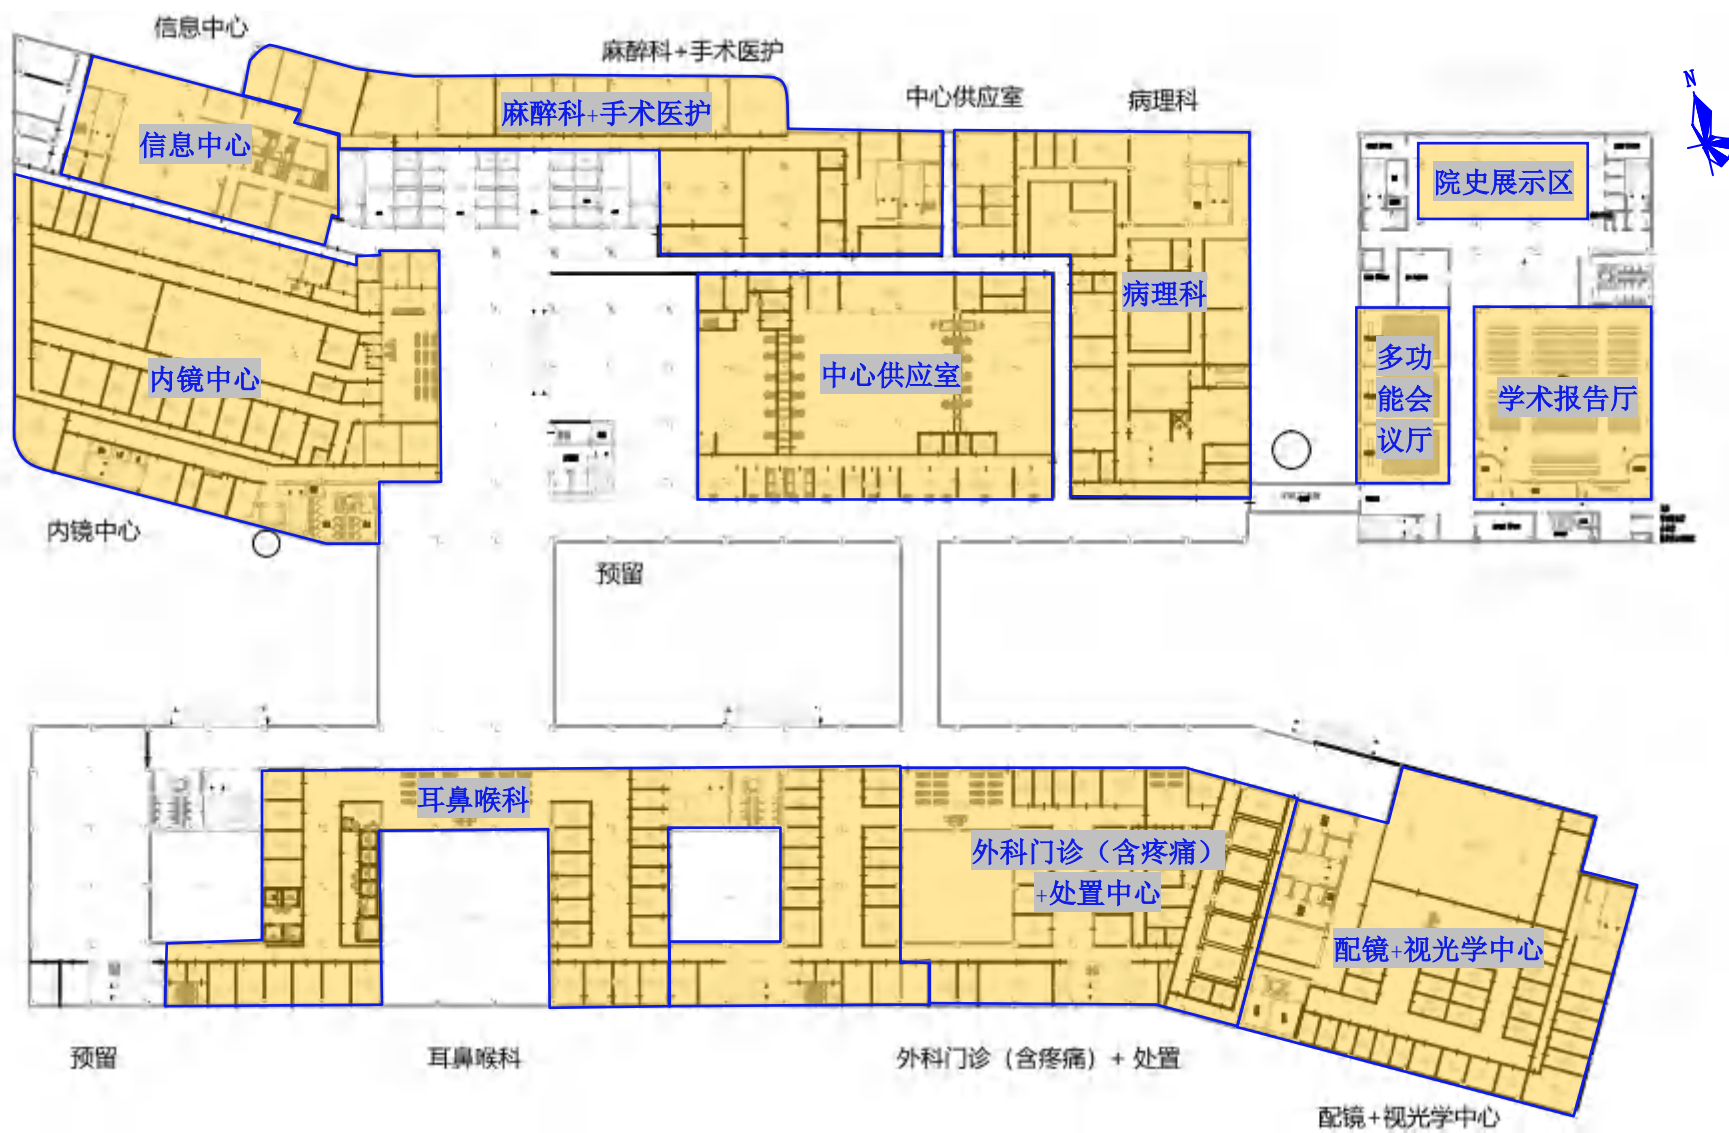 信息中心
麻醉科+手术医护
中心供应室
病理科
N
麻醉科+手术医护
信息中心
院史展示区
病理科
内镜中心
中心供应室
多功
能会
议厅
学术报告厅
内镜中心
预留
耳鼻喉科
外科门诊（含疼痛）
+处置中心
配镜+视光学中心
预留
耳鼻喉科
外科门诊（含疼痛）+ 处置
配镜+视光学中心